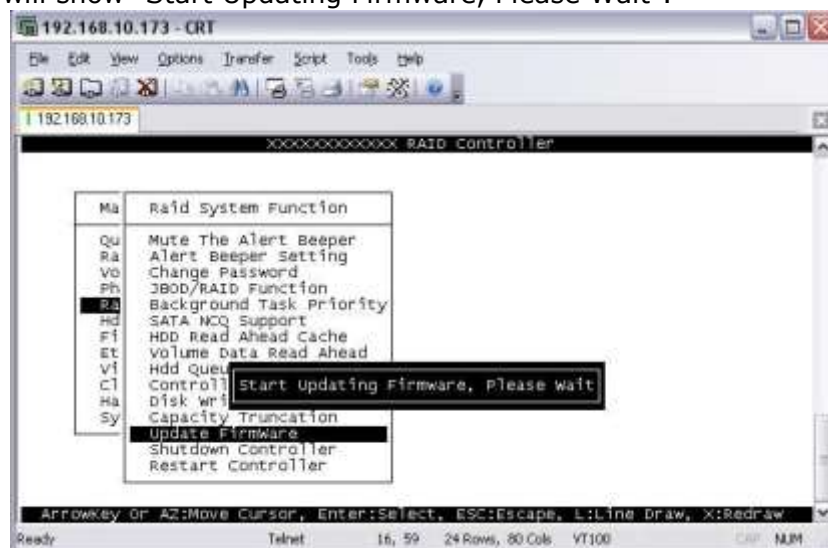 will show "Start Updating Firmware, Please Wait".
192.168.10.173 - CRT
File Edit View Options Transfer Script Tools Help
192.168.10.173
XXXXXXXXXXXX RAID Controller
Ma
Raid System Function
Qu
Mute The Alert Beeper
Ra
Alert Beeper Setting
Vo
Change Password
Ph
JBOD/RAID Function
Ra
Background Task Priority
Hd
SATA NCQ Support
Fi
HDD Read Ahead Cache
Et
Volume Data Read Ahead
Vi
Hdd Queu
Cl
Controll
Start Updating Firmware, Please Wait
Ha
Disk Wri
Sy
Capacity Truncation
Update Firmware
Shutdown Controller
Restart Controller
ArrowKey Or AZ:Move Cursor, Enter:Select, ESC:Escape, L:Line Draw, X:Redraw
Ready Telnet 16, 59 24 Rows, 80 Cols VT100 CAP NUM